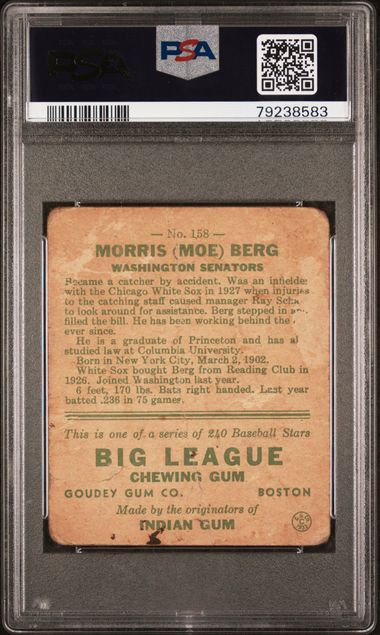 PSA
PSA
79238583
— No. 158 —
MORRIS (MOE) BERG
WASHINGTON SENATORS
Became a catcher by accident. Was an infielde
with the Chicago White Sox in 1927 when injuries
to the catching staff caused manager Ray Scha
to look around for assistance. Berg stepped in
filled the bill. He has been working behind the
ever since.
He is a graduate of Princeton and has al
studied law at Columbia University.
Born in New York City, March 2, 1902.
White Sox bought Berg from Reading Club in
1926. Joined Washington last year.
6 feet, 170 lbs. Bats right handed. Last year
batted .236 in 75 games.
This is one of a series of 240 Baseball Stars
BIG LEAGUE
CHEWING GUM
GOUDEY GUM CO. BOSTON
Made by the originators of
INDIAN GUM